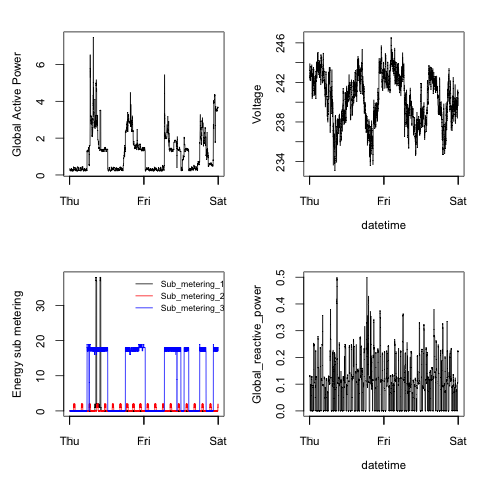 Global Active Power
0 2 4 6
Thu Fri Sat
Voltage
234 238 242 246
Thu Fri Sat
datetime
Energy sub metering
0 10 20 30
Sub_metering_1
Sub_metering_2
Sub_metering_3
Thu Fri Sat
Global_reactive_power
0.0 0.1 0.2 0.3 0.4 0.5
Thu Fri Sat
datetime